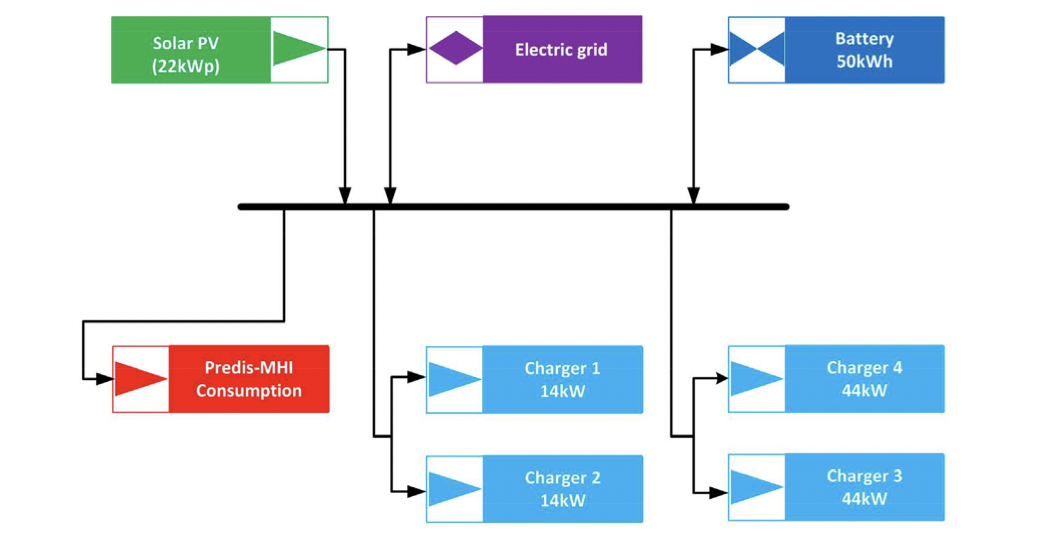 Solar PV
(22kWp)
Electric grid
Battery
50kWh
Predis-MHI
Consumption
Charger 1
14kW
Charger 4
44kW
Charger 2
14kW
Charger 3
44kW